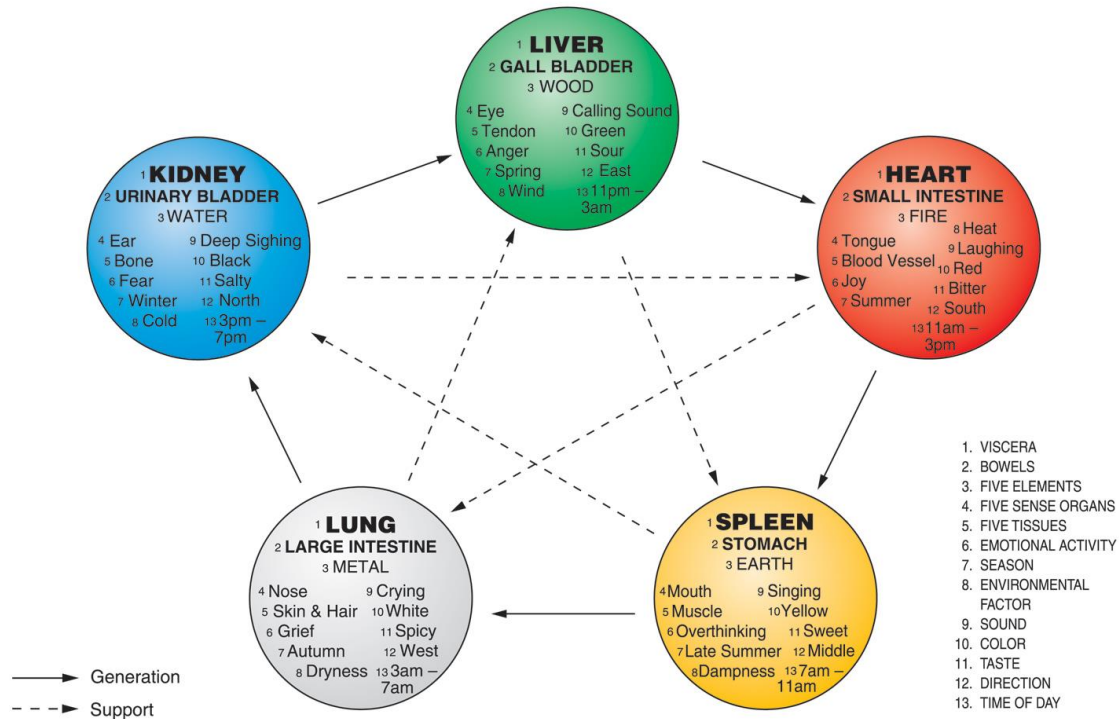 1 LIVER
2 GALL BLADDER
3 WOOD
4 Eye
5 Tendon
6 Anger
7 Spring
8 Wind
9 Calling Sound
10 Green
11 Sour
12 East
13 11pm –
3am
1 KIDNEY
2 URINARY BLADDER
3 WATER
4 Ear
5 Bone
6 Fear
7 Winter
8 Cold
9 Deep Sighing
10 Black
11 Salty
12 North
13 3pm –
7pm
1 HEART
2 SMALL INTESTINE
3 FIRE
4 Tongue
5 Blood Vessel
6 Joy
7 Summer
8 Heat
9 Laughing
10 Red
11 Bitter
12 South
13 11am –
3pm
1 LUNG
2 LARGE INTESTINE
3 METAL
4 Nose
5 Skin & Hair
6 Grief
7 Autumn
8 Dryness
9 Crying
10 White
11 Spicy
12 West
13 3am –
7am
1 SPLEEN
2 STOMACH
3 EARTH
4 Mouth
5 Muscle
6 Overthinking
7 Late Summer
8 Dampness
9 Singing
10 Yellow
11 Sweet
12 Middle
13 7am –
11am
1. VISCERA
2. BOWELS
3. FIVE ELEMENTS
4. FIVE SENSE ORGANS
5. FIVE TISSUES
6. EMOTIONAL ACTIVITY
7. SEASON
8. ENVIRONMENTAL
FACTOR
9. SOUND
10. COLOR
11. TASTE
12. DIRECTION
13. TIME OF DAY
Generation
Support